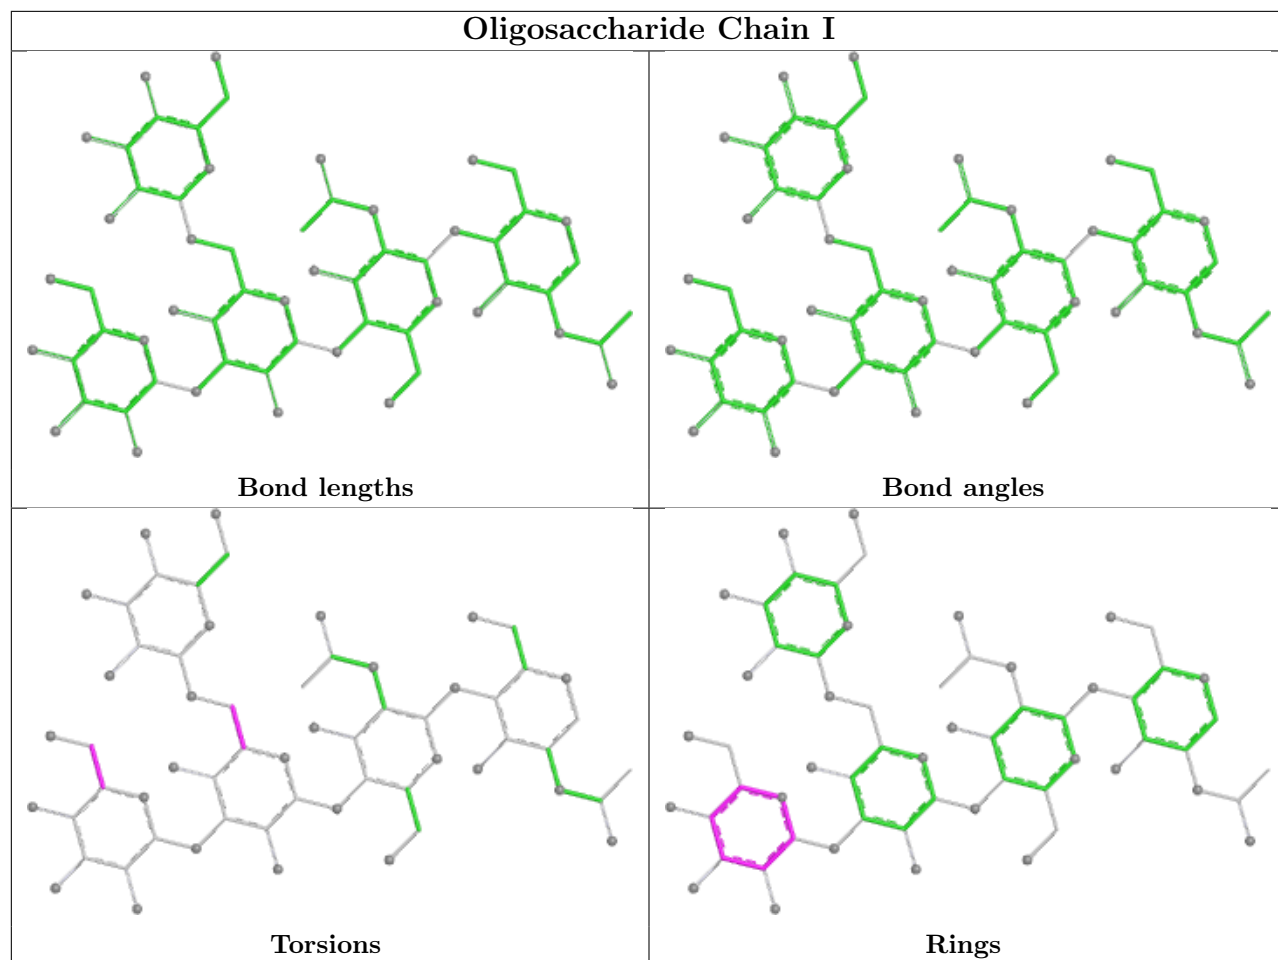 Oligosaccharide Chain I
Bond lengths
Bond angles
Torsions
Rings